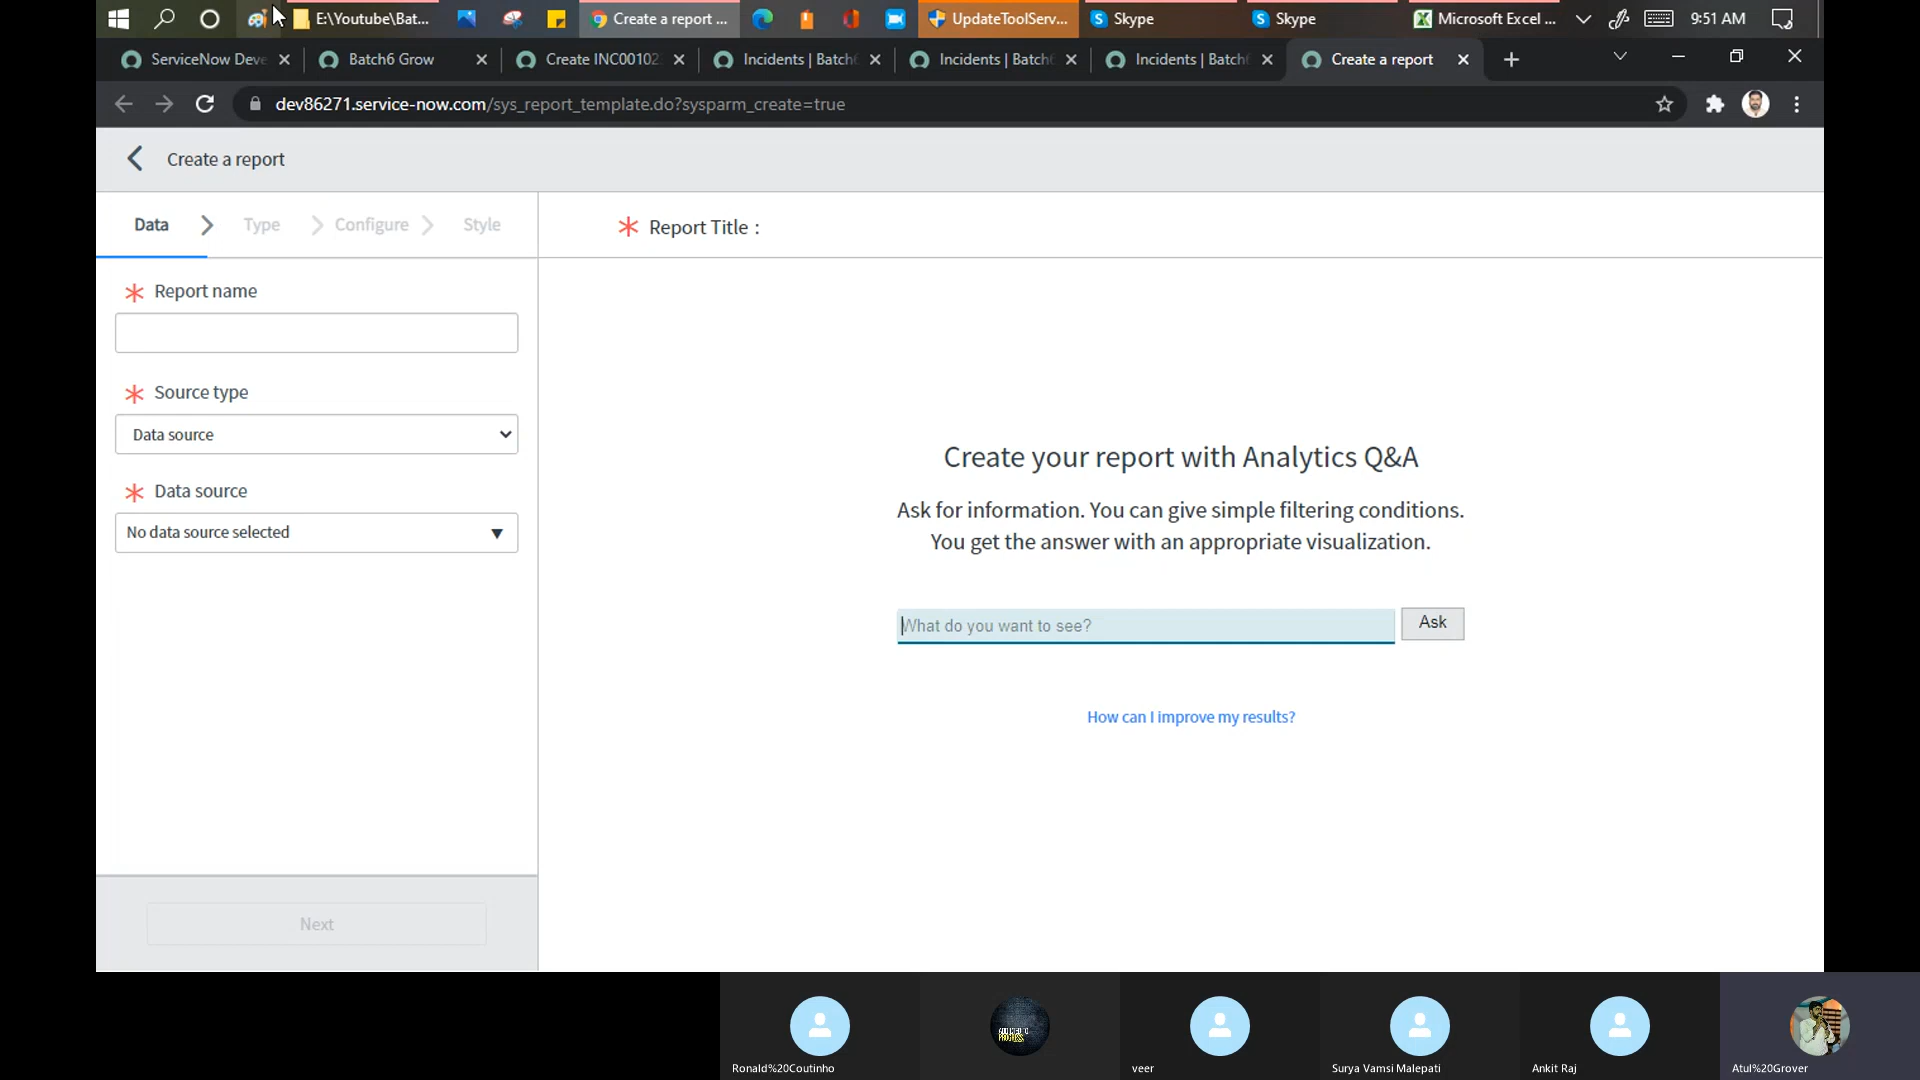 E:\Youtube\Bat...
Create a report ...
UpdateToolServ...
Skype
Skype
Microsoft Excel ...
9:51 AM
ServiceNow Deve
Batch6 Grow
Create INC00102
Incidents | Batch
Incidents | Batch6
Incidents | Batch6
Create a report
dev86271.service-now.com/sys_report_template.do?sysparm_create=true
Create a report
Data
Type
Configure
Style
Report Title :
Report name
Source type
Data source
Data source
No data source selected
Create your report with Analytics Q&A
Ask for information. You can give simple filtering conditions.
You get the answer with an appropriate visualization.
What do you want to see?
Ask
How can I improve my results?
Next
Ronald%20Coutinho
veer
Surya Vamsi Malepati
Ankit Raj
Atul%20Grover